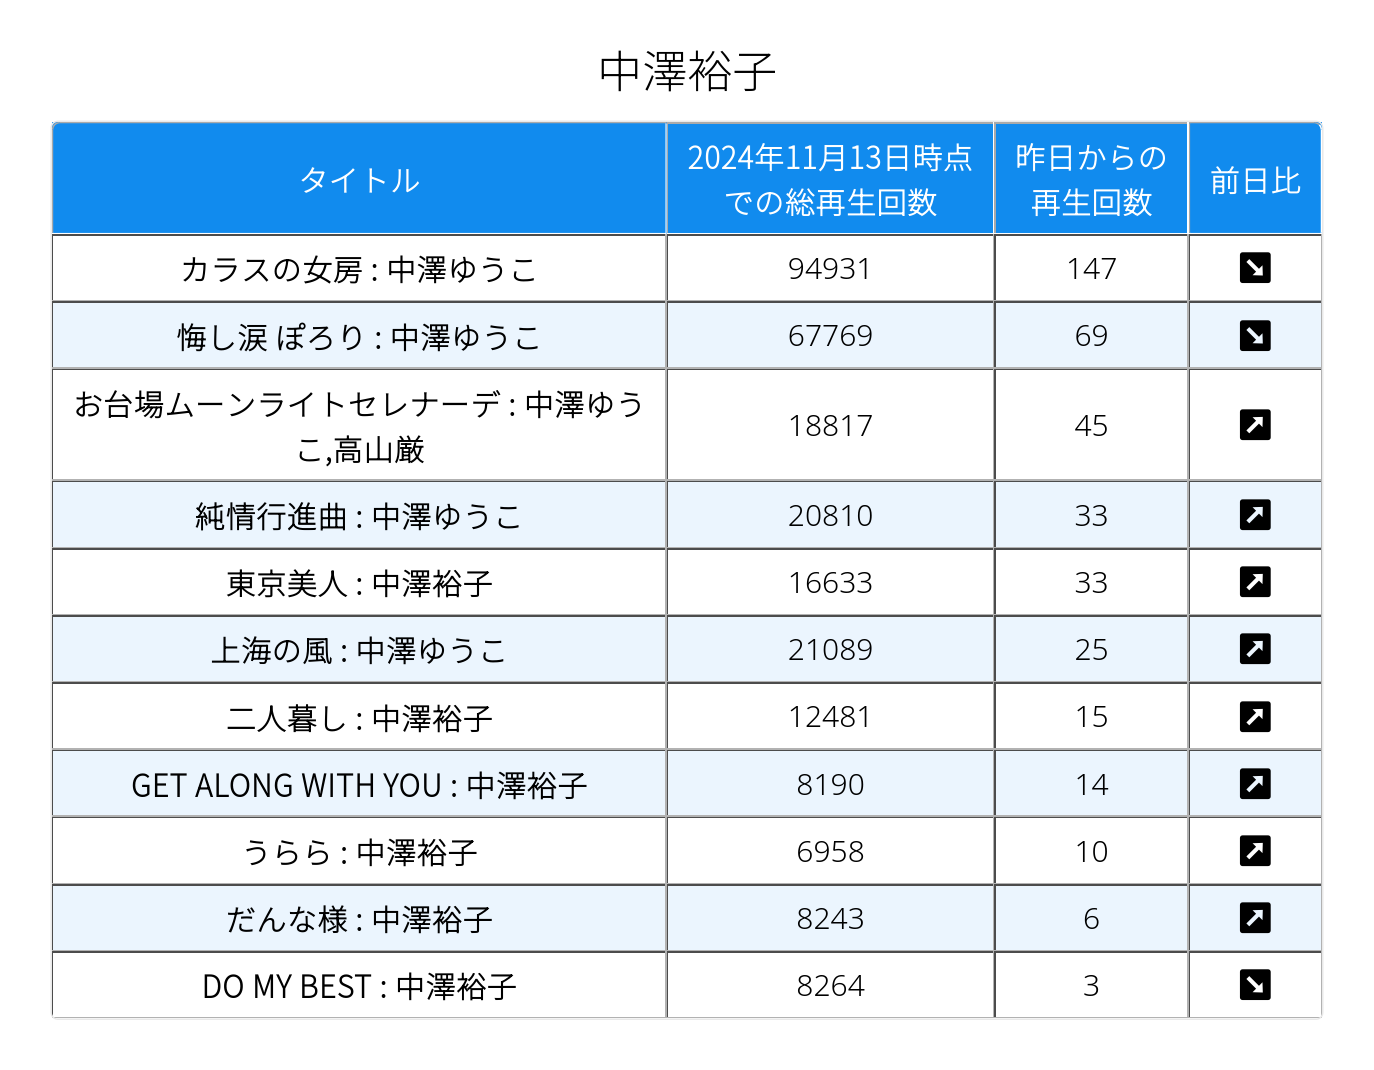 中澤裕子
タイトル
2024年11月13日時点
での総再生回数
昨日からの
再生回数
前日比
カラスの女房 : 中澤ゆうこ 94931 147 ↘
悔し涙 ぽろり : 中澤ゆうこ 67769 69 ↘
お台場ムーンライトセレナーデ : 中澤ゆう
こ,高山厳 18817 45 ↗
純情行進曲 : 中澤ゆうこ 20810 33 ↗
東京美人 : 中澤裕子 16633 33 ↗
上海の風 : 中澤ゆうこ 21089 25 ↗
二人暮し : 中澤裕子 12481 15 ↗
GET ALONG WITH YOU : 中澤裕子 8190 14 ↗
うらら : 中澤裕子 6958 10 ↗
だんな様 : 中澤裕子 8243 6 ↗
DO MY BEST : 中澤裕子 8264 3 ↘